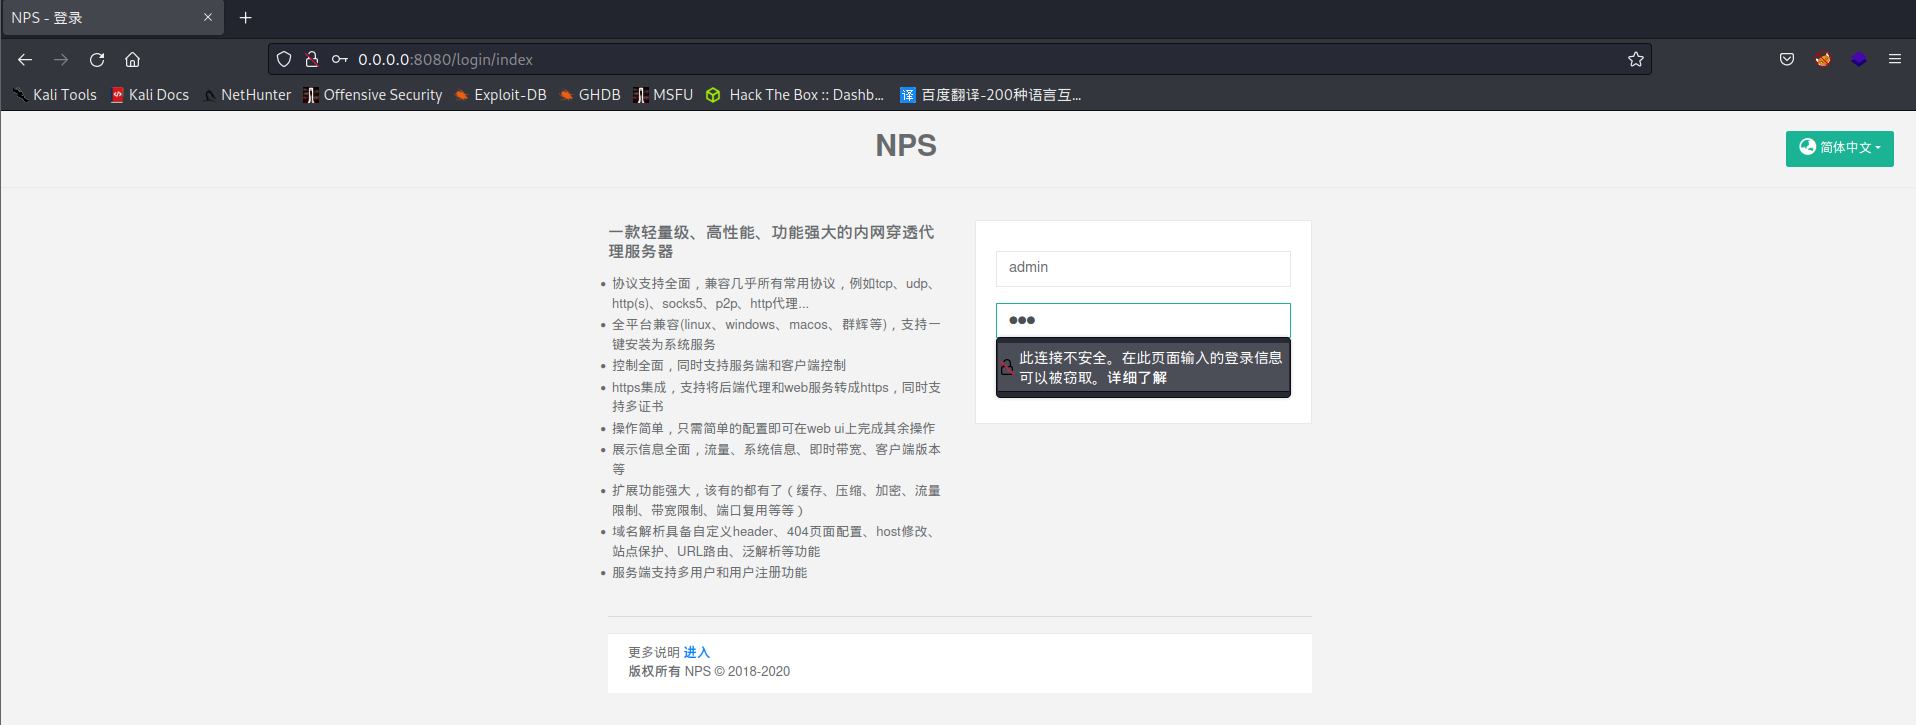 NPS - 登录
0.0.0.0:8080/login/index
Kali Tools Kali Docs NetHunter Offensive Security Exploit-DB GHDB MSFU Hack The Box :: Dashb... 译 百度翻译-200种语言互...
NPS
简体中文
一款轻量级、高性能、功能强大的内网穿透代
理服务器
协议支持全面，兼容几乎所有常用协议，例如tcp、udp、
http(s)、socks5、p2p、http代理...
全平台兼容(linux、windows、macos、群辉等)，支持一
键安装为系统服务
控制全面，同时支持服务端和客户端控制
https集成，支持将后端代理和web服务转成https，同时支
持多证书
操作简单，只需简单的配置即可在web ui上完成其余操作
展示信息全面，流量、系统信息、即时带宽、客户端版本
等
扩展功能强大，该有的都有了（缓存、压缩、加密、流量
限制、带宽限制、端口复用等等）
域名解析具备自定义header、404页面配置、host修改、
站点保护、URL路由、泛解析等功能
服务端支持多用户和用户注册功能
admin
此连接不安全。在此页面输入的登录信息
可以被窃取。详细了解
更多说明 进入
版权所有 NPS © 2018-2020